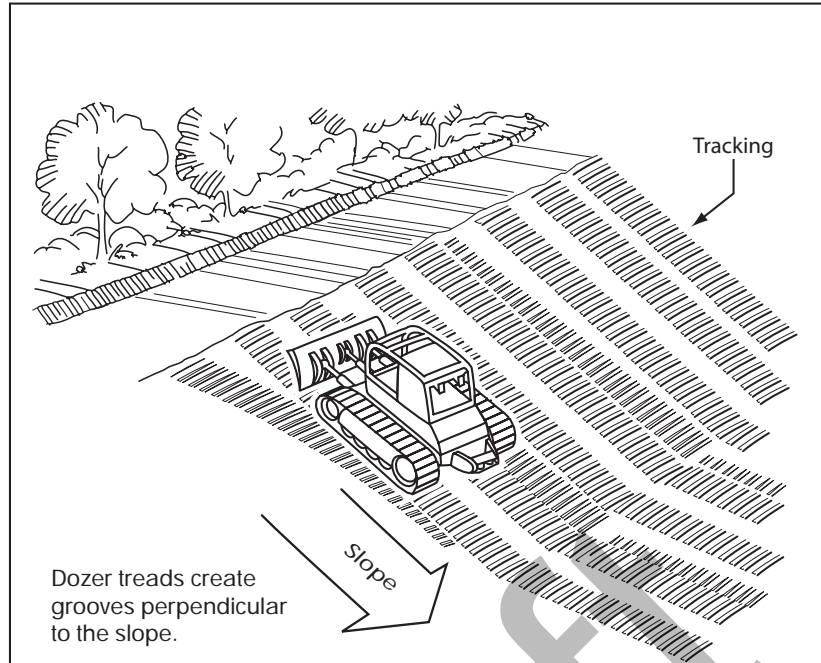 Tracking
Slope
Dozer treads create
grooves perpendicular
to the slope.